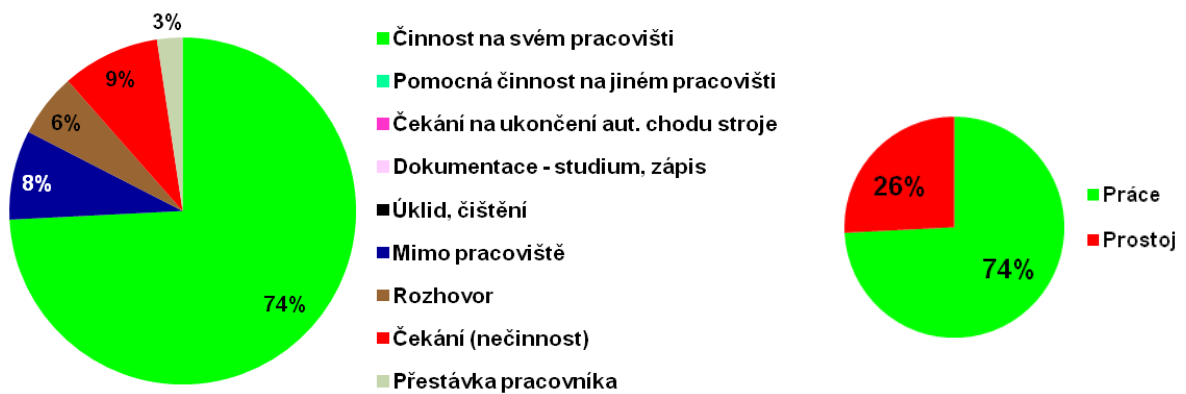 3%
9%
6%
8%
74%
Činnost na svém pracovišti
Pomocná činnost na jiném pracovišti
Čekání na ukončení aut. chodu stroje
Dokumentace - studium, zápis
Úklid, čištění
Mimo pracoviště
Rozhovor
Čekání (nečinnost)
Přestávka pracovníka
26%
74%
Práce
Prostoj